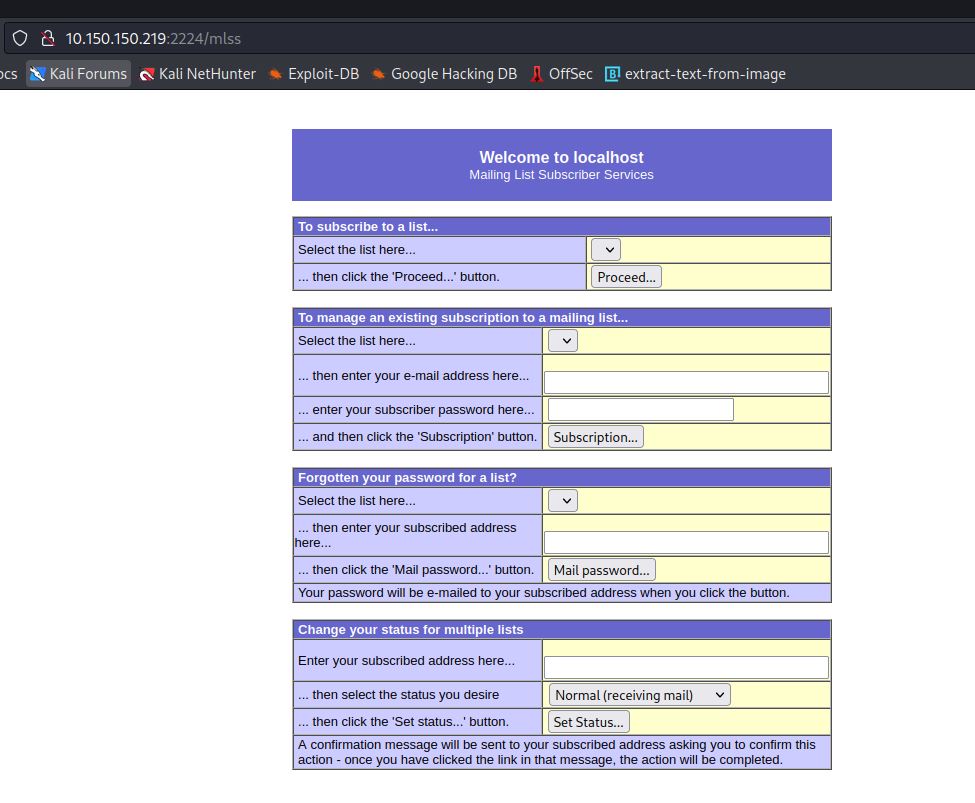 10.150.150.219:2224/mlss
ocs Kali Forums Kali NetHunter Exploit-DB Google Hacking DB OffSec extract-text-from-image
Welcome to localhost
Mailing List Subscriber Services
To subscribe to a list...
Select the list here...
... then click the 'Proceed...' button. Proceed...
To manage an existing subscription to a mailing list...
Select the list here...
... then enter your e-mail address here...
... enter your subscriber password here...
... and then click the 'Subscription' button. Subscription...
Forgotten your password for a list?
Select the list here...
... then enter your subscribed address
here...
... then click the 'Mail password...' button. Mail password...
Your password will be e-mailed to your subscribed address when you click the button.
Change your status for multiple lists
Enter your subscribed address here...
... then select the status you desire Normal (receiving mail)
... then click the 'Set status...' button. Set Status...
A confirmation message will be sent to your subscribed address asking you to confirm this
action - once you have clicked the link in that message, the action will be completed.